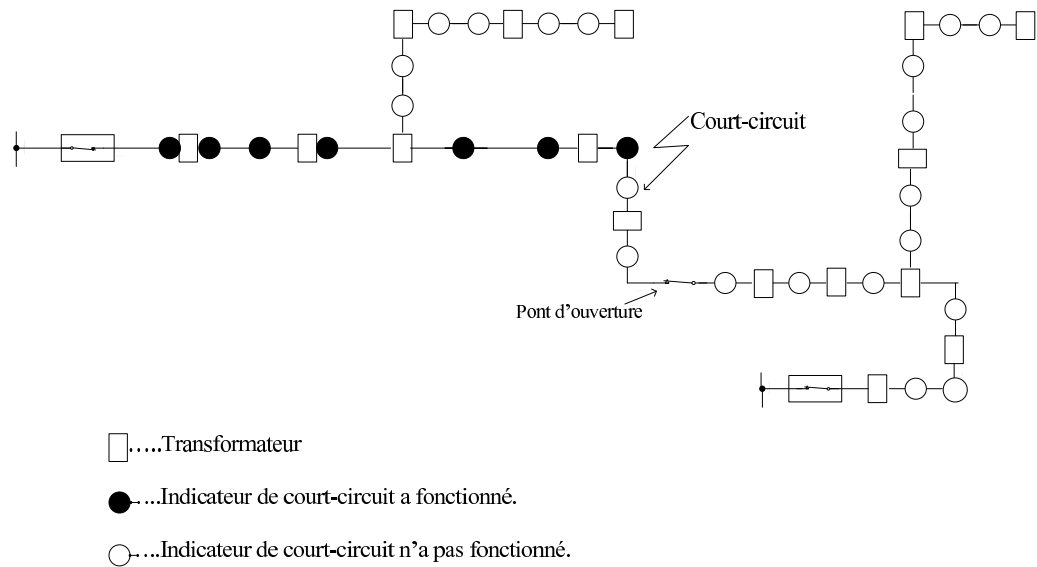 Court-circuit
Pont d'ouverture
.....Transformateur
.....Indicateur de court-circuit a fonctionné.
.....Indicateur de court-circuit n'a pas fonctionné.